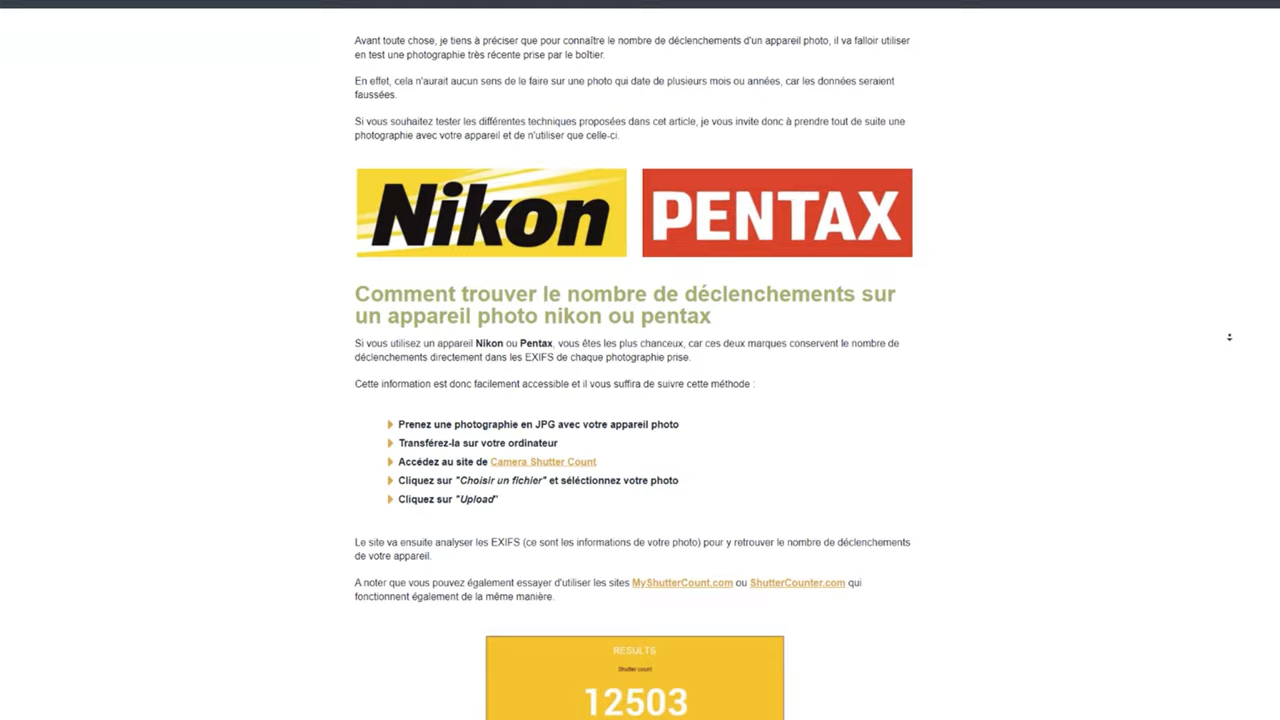 Avant toute chose, je tiens à préciser que pour connaître le nombre de déclenchements d'un appareil photo, il va falloir utiliser
en test une photographie très récente prise par le boîtier.
En effet, cela n'aurait aucun sens de le faire sur une photo qui date de plusieurs mois ou années, car les données seraient
faussées.
Si vous souhaitez tester les différentes techniques proposées dans cet article, je vous invite donc à prendre tout de suite une
photographie avec votre appareil et de n'utiliser que celle-ci.
Nikon PENTAX
Comment trouver le nombre de déclenchements sur
un appareil photo nikon ou pentax
Si vous utilisez un appareil Nikon ou Pentax, vous êtes les plus chanceux, car ces deux marques conservent le nombre de
déclenchements directement dans les EXIFS de chaque photographie prise.
Cette information est donc facilement accessible et il vous suffira de suivre cette méthode :
Prenez une photographie en JPG avec votre appareil photo
Transférez-la sur votre ordinateur
Accédez au site de Camera Shutter Count
Cliquez sur "Choisir un fichier" et séléctionnez votre photo
Cliquez sur "Upload"
Le site va ensuite analyser les EXIFS (ce sont les informations de votre photo) pour y retrouver le nombre de déclenchements
de votre appareil.
A noter que vous pouvez également essayer d'utiliser les sites MyShutterCount.com ou ShutterCounter.com qui
fonctionnent également de la même manière.
RESULTS
Shutter count
12503